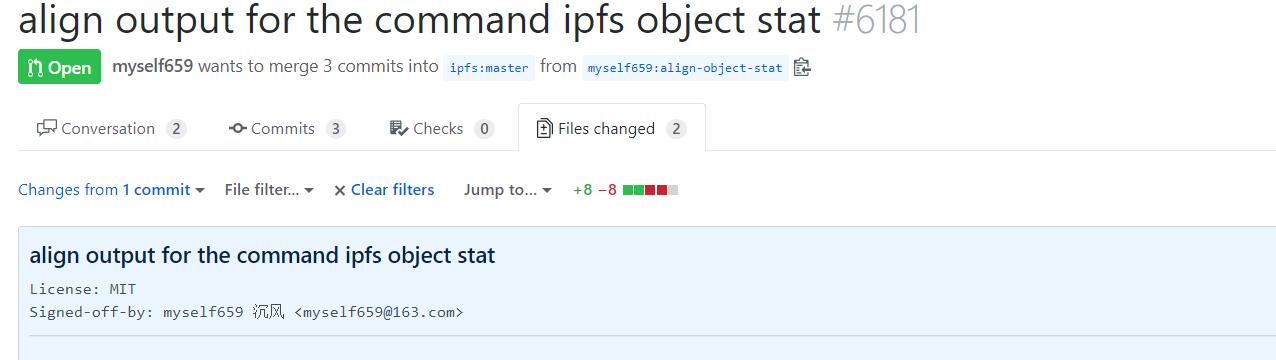 align output for the command ipfs object stat #6181
Open myself659 wants to merge 3 commits into ipfs:master from myself659:align-object-stat
Conversation 2 Commits 3 Checks 0 Files changed 2
Changes from 1 commit File filter... × Clear filters Jump to... +8 −8
align output for the command ipfs object stat
License: MIT
Signed-off-by: myself659 沉风 <myself659@163.com>